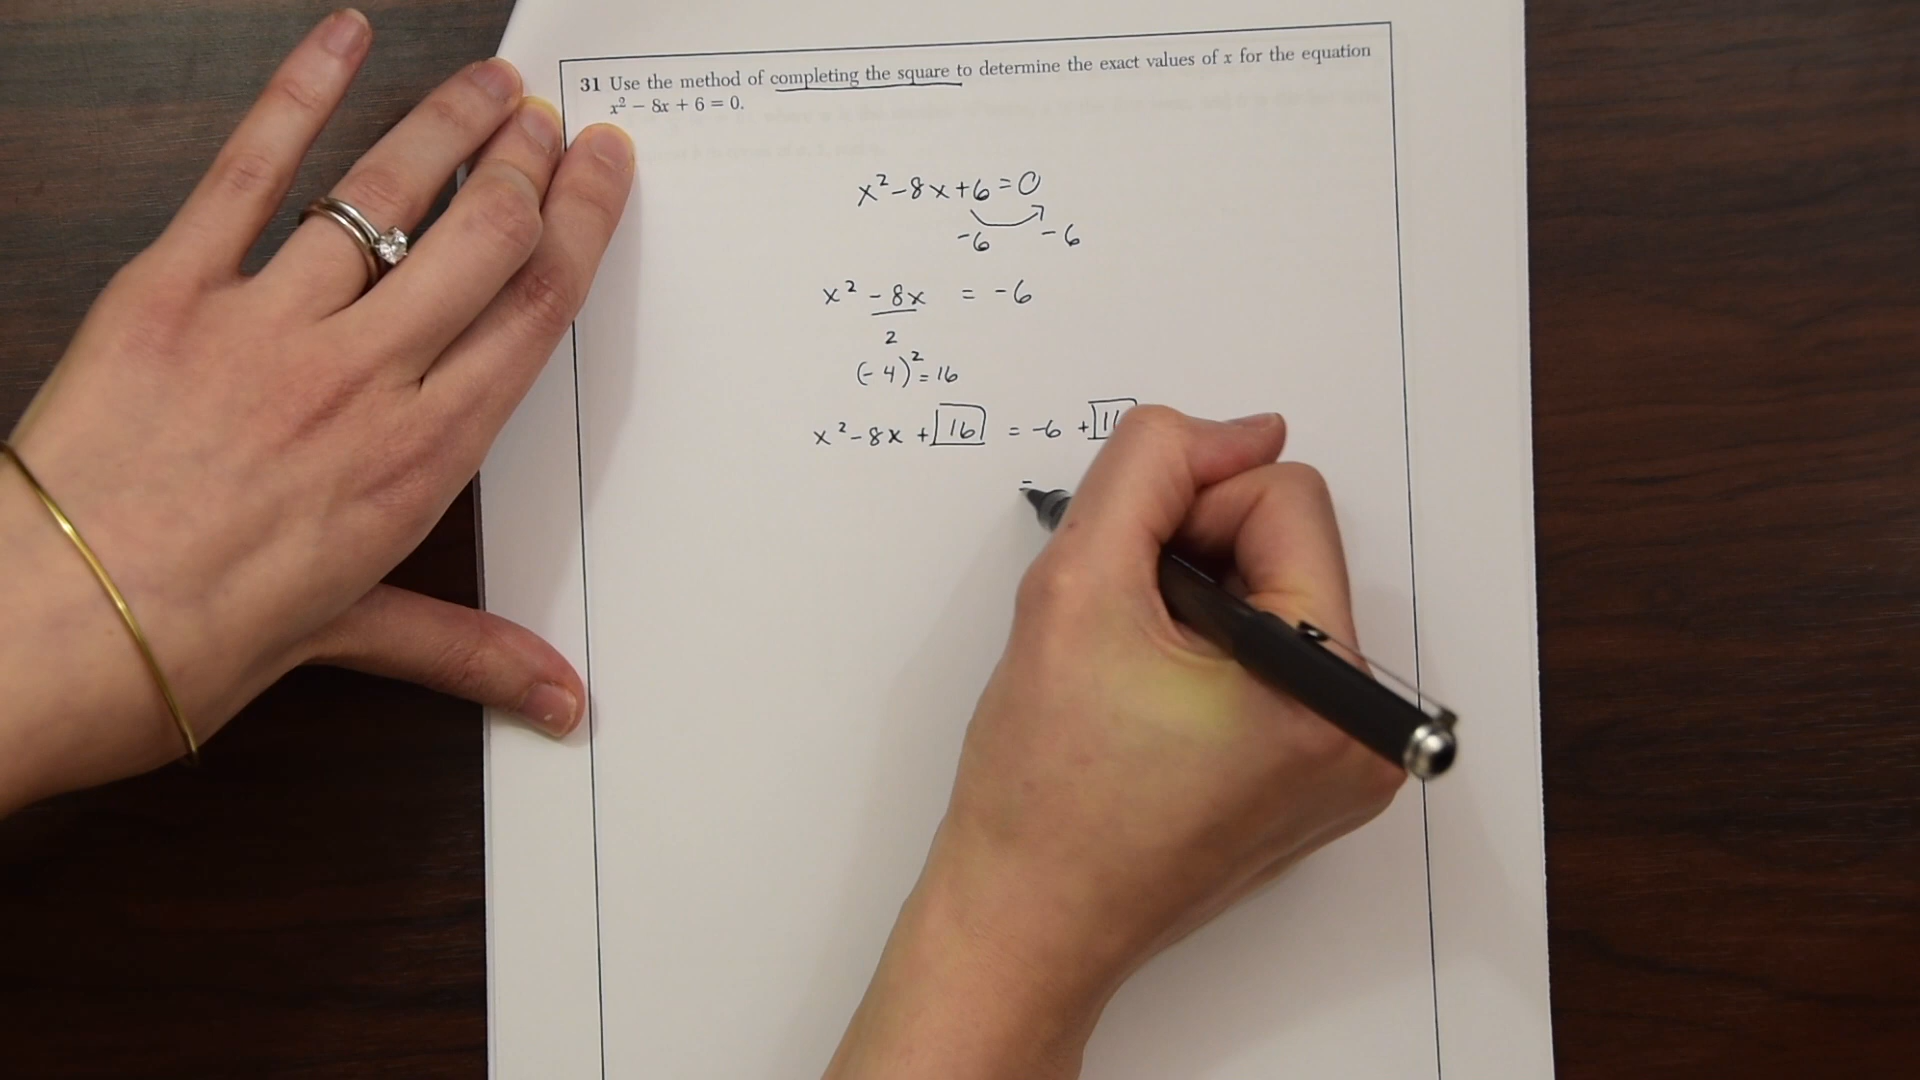 31 Use the method of completing the square to determine the exact values of x for the equation
x² − 8x + 6 = 0.
x² − 8x + 6 = 0
−6 −6
x² − 8x = −6
2
(−4)² = 16
x² − 8x + 16 = −6 +
=